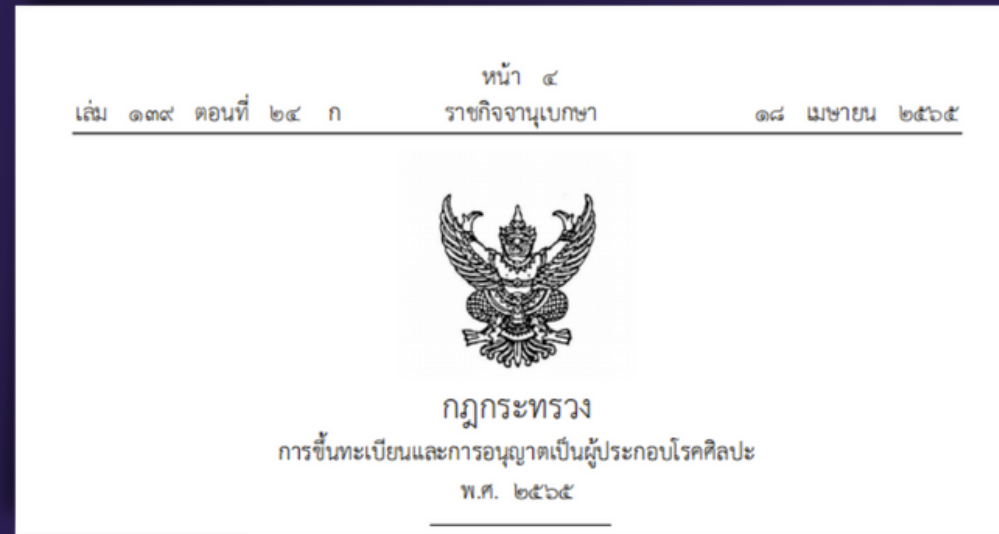 หน้า ๔
เล่ม ๑๓๙ ตอนที่ ๒๔ ก ราชกิจจานุเบกษา ๑๘ เมษายน ๒๕๖๕
กฎกระทรวง
การขึ้นทะเบียนและการอนุญาตเป็นผู้ประกอบโรคศิลปะ
พ.ศ. ๒๕๖๕